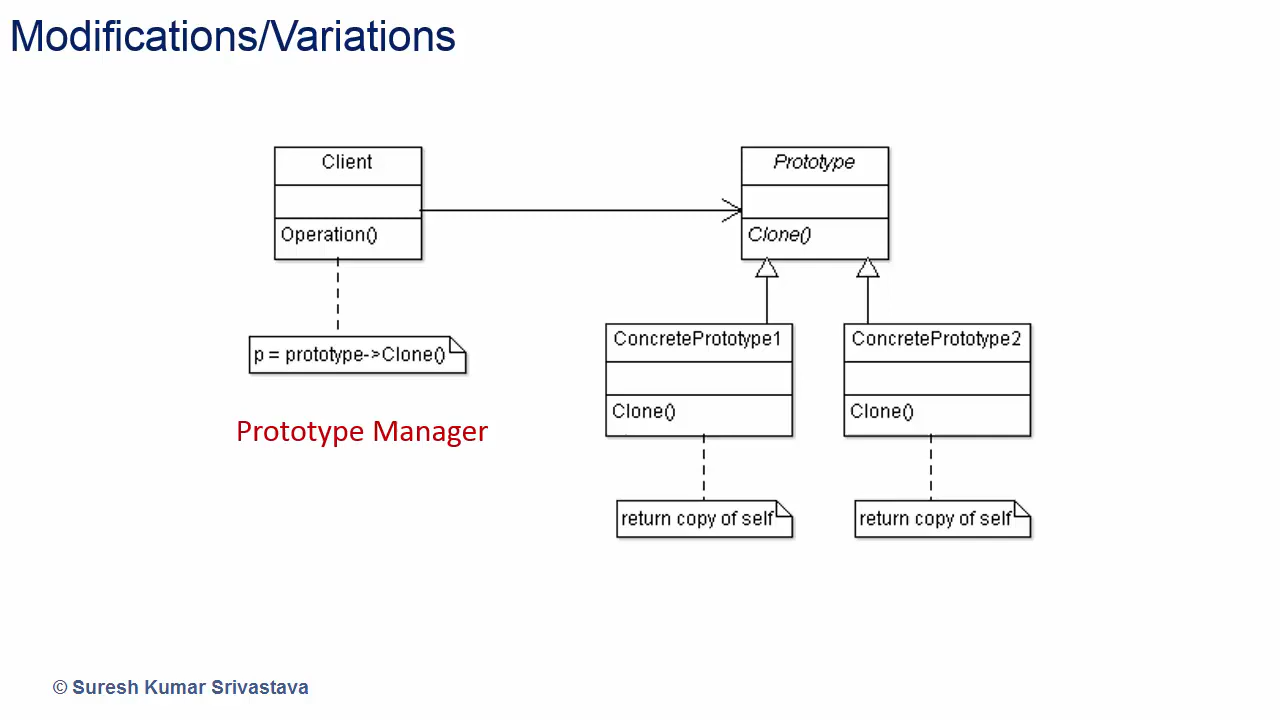 Modifications/Variations
Client
Operation()
p = prototype->Clone()
Prototype Manager
Prototype
Clone()
ConcretePrototype1
Clone()
return copy of self
ConcretePrototype2
Clone()
return copy of self
© Suresh Kumar Srivastava